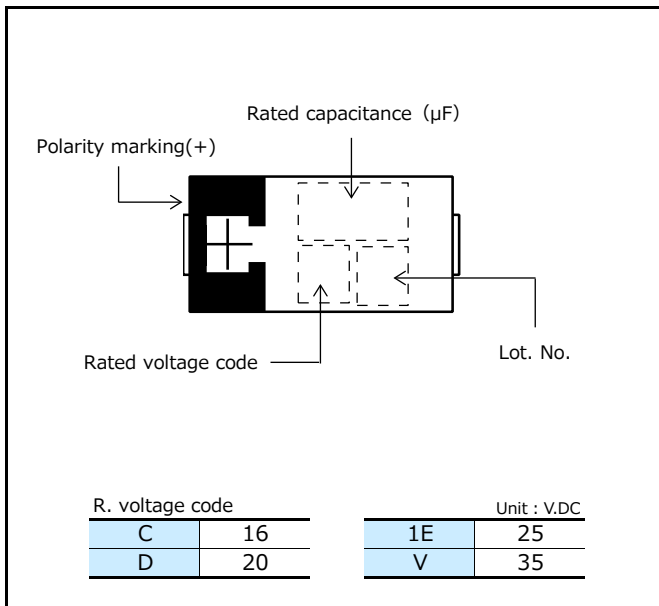 Rated capacitance (μF)
Polarity marking(+)
Rated voltage code
Lot. No.
R. voltage code
Unit : V.DC
C 16 1E 25
D 20 V 35